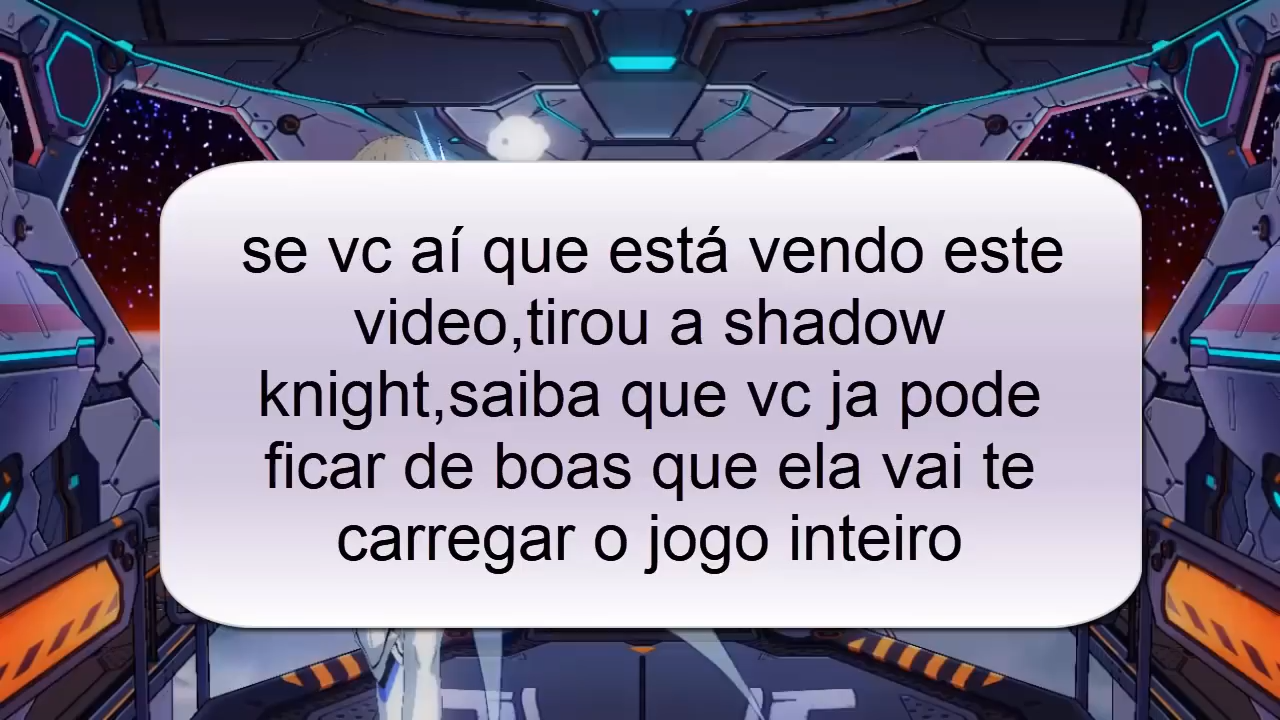 se vc aí que está vendo este
video,tirou a shadow
knight,saiba que vc ja pode
ficar de boas que ela vai te
carregar o jogo inteiro